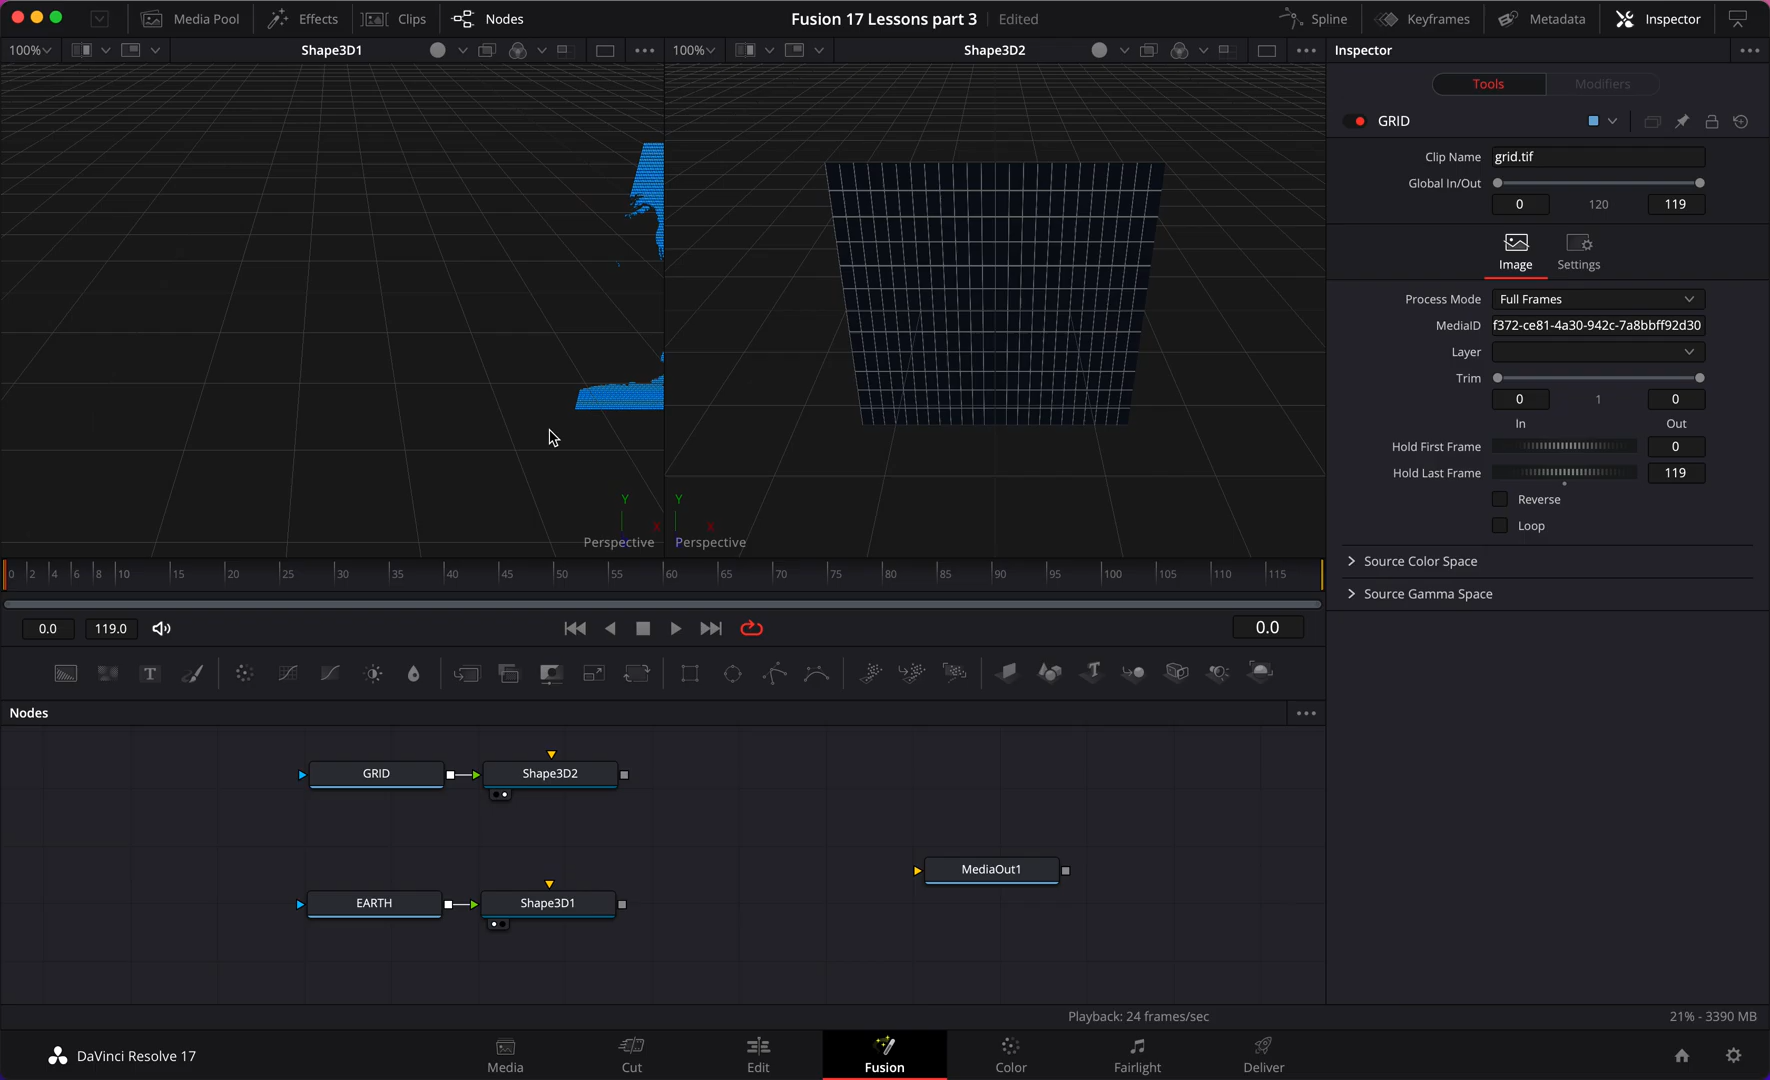 Media Pool
Effects
Clips
Nodes
Fusion 17 Lessons part 3
Edited
Spline
Keyframes
Metadata
Inspector
100%
Shape3D1
100%
Shape3D2
Inspector
Tools
Modifiers
GRID
Clip Name
grid.tif
Global In/Out
0
120
119
Image
Settings
Process Mode
Full Frames
MediaID
f372-ce81-4a30-942c-7a8bbff92d30
Layer
Trim
0
1
0
In
Out
Hold First Frame
0
Hold Last Frame
119
Reverse
Loop
Source Color Space
Source Gamma Space
Y
X
Perspective
Y
X
Perspective
0 2 4 6 8 10 15 20 25 30 35 40 45 50 55 60 65 70 75 80 85 90 95 100 105 110 115
0.0
119.0
0.0
T
T
Nodes
GRID
Shape3D2
MediaOut1
EARTH
Shape3D1
Playback: 24 frames/sec
21% - 3390 MB
DaVinci Resolve 17
Media
Cut
Edit
Fusion
Color
Fairlight
Deliver